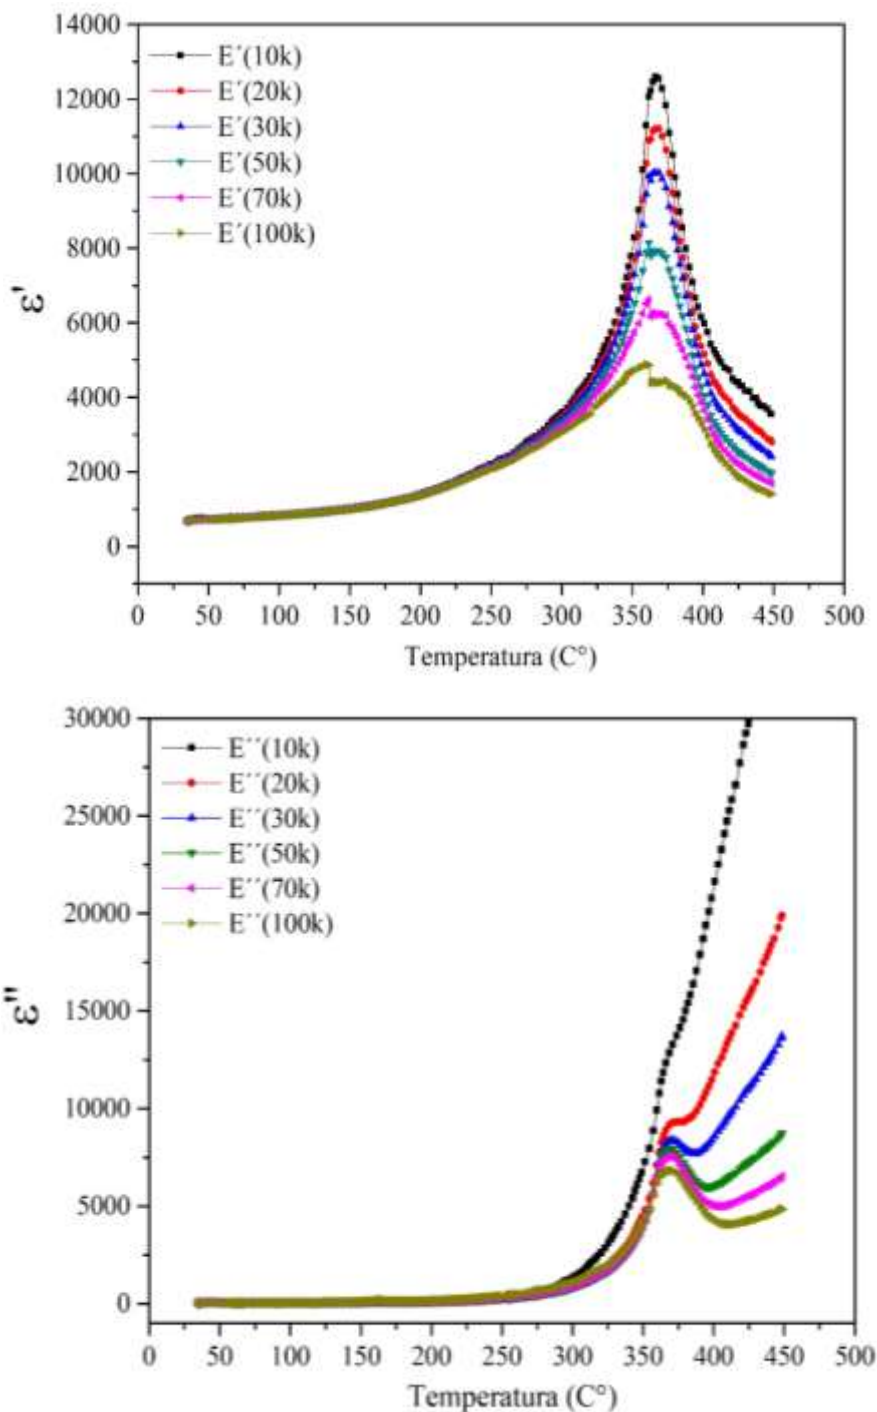 14000
12000
10000
8000
6000
4000
2000
0
ε'
E´(10k)
E´(20k)
E´(30k)
E´(50k)
E´(70k)
E´(100k)
0 50 100 150 200 250 300 350 400 450 500
Temperatura (C°)
30000
25000
20000
15000
10000
5000
0
ε"
E´´(10k)
E´´(20k)
E´´(30k)
E´´(50k)
E´´(70k)
E´´(100k)
0 50 100 150 200 250 300 350 400 450 500
Temperatura (C°)